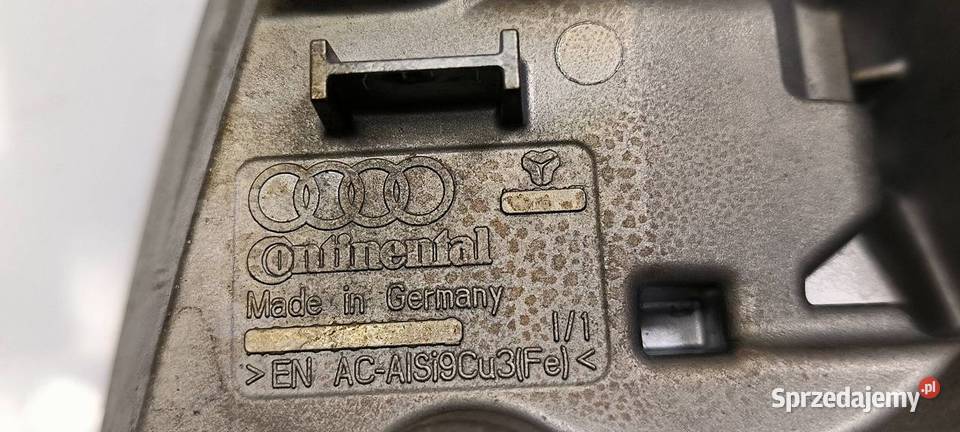 Continental
Made in Germany
I/1
>EN AC-AlSi9Cu3(Fe)<
Sprzedajemy.pl